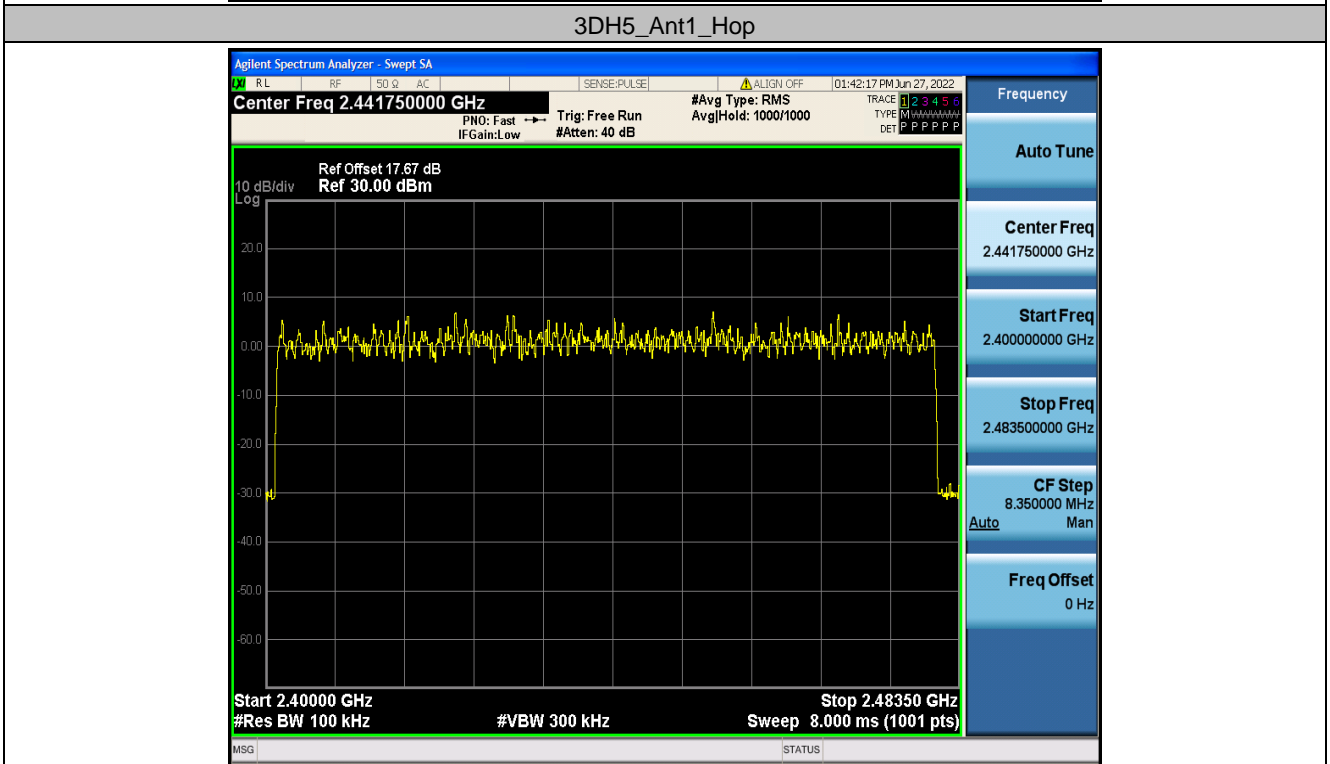 3DH5_Ant1_Hop
Agilent Spectrum Analyzer - Swept SA
LXI RL RF 50 Ω AC SENSE:PULSE ALIGN OFF 01:42:17 PM Jun 27, 2022
Center Freq 2.441750000 GHz #Avg Type: RMS TRACE 1 2 3 4 5 6
PNO: Fast Trig: Free Run Avg|Hold: 1000/1000 TYPE M WWWWW
IFGain:Low #Atten: 40 dB DET P P P P P P
Ref Offset 17.67 dB
10 dB/div Ref 30.00 dBm
Log
20.0
10.0
0.00
-10.0
-20.0
-30.0
-40.0
-50.0
-60.0
Start 2.40000 GHz Stop 2.48350 GHz
#Res BW 100 kHz #VBW 300 kHz Sweep 8.000 ms (1001 pts)
MSG STATUS
Frequency
Auto Tune
Center Freq
2.441750000 GHz
Start Freq
2.400000000 GHz
Stop Freq
2.483500000 GHz
CF Step
8.350000 MHz
Auto Man
Freq Offset
0 Hz